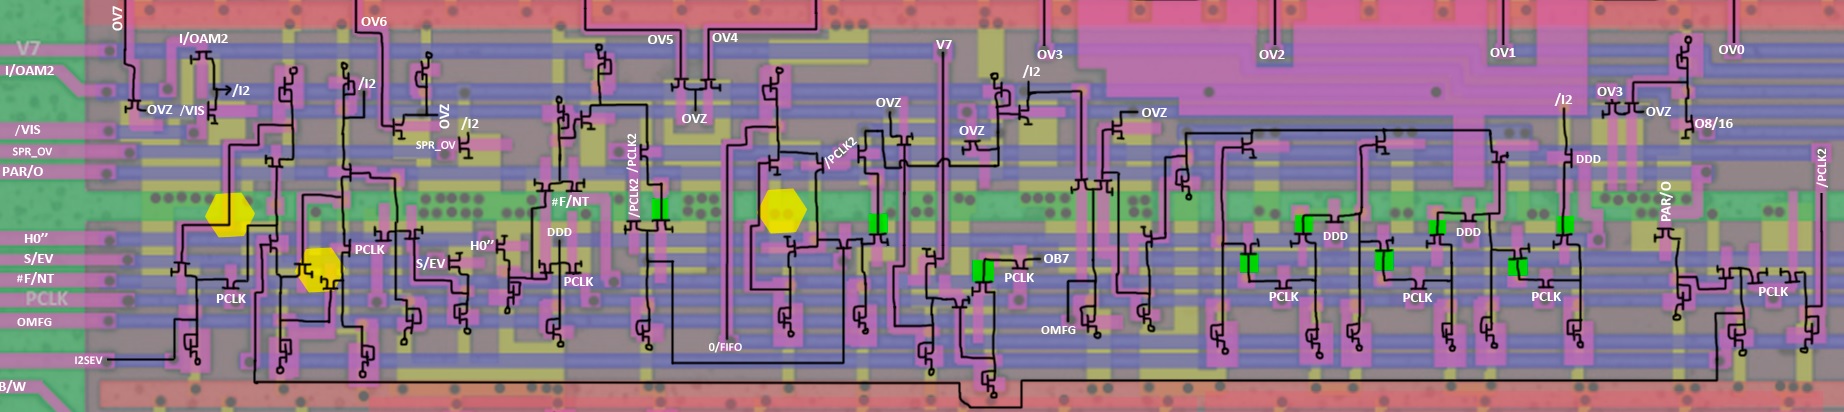 OV7
OV6
OV5
OV4
V7
OV3
OV2
OV1
OV0
V7
I/OAM2
I/OAM2
/I2
OVZ
/VIS
/I2
OVZ
/I2
SPR_OV
OVZ
OVZ
OVZ
/I2
OVZ
/I2
OV3
OVZ
O8/16
DDD
/VIS
SPR_OV
PAR/O
/PCLK2
/PCLK2
/PCLK2
/PCLK2
#F/NT
PAR/O
H0''
S/EV
#F/NT
PCLK
OMFG
I2SEV
B/W
PCLK
PCLK
S/EV
H0''
DDD
PCLK
0/FIFO
OB7
PCLK
OMFG
DDD
DDD
PCLK
PCLK
PCLK
PCLK